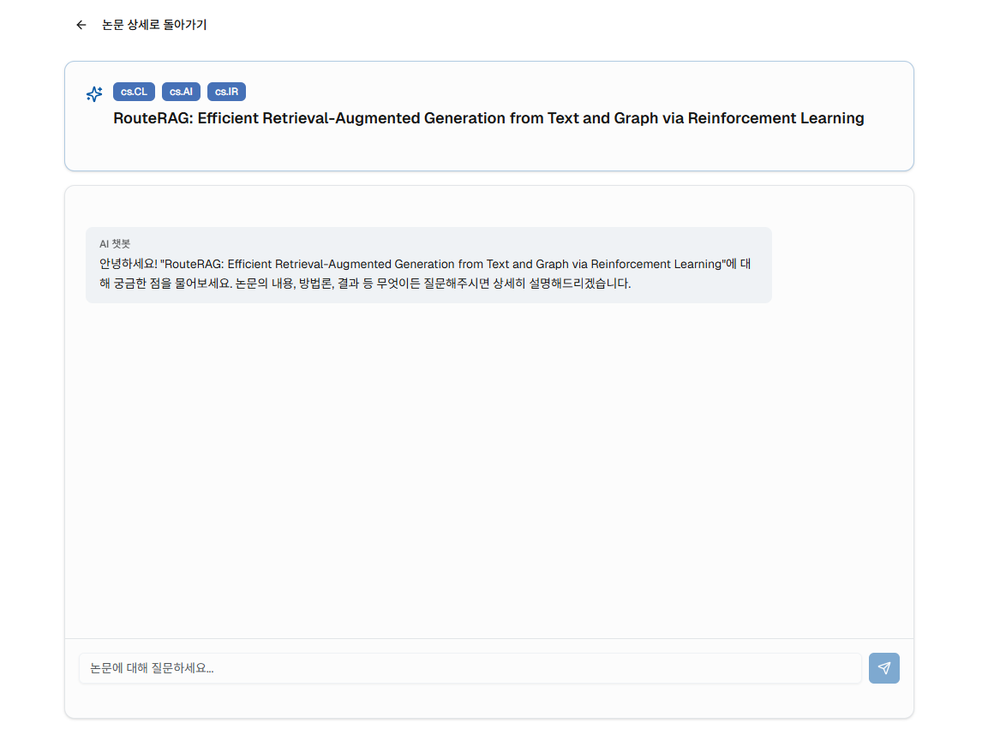 논문 상세로 돌아가기
cs.CL cs.AI cs.IR
RouteRAG: Efficient Retrieval-Augmented Generation from Text and Graph via Reinforcement Learning
AI 챗봇
안녕하세요! "RouteRAG: Efficient Retrieval-Augmented Generation from Text and Graph via Reinforcement Learning"에 대
해 궁금한 점을 물어보세요. 논문의 내용, 방법론, 결과 등 무엇이든 질문해주시면 상세히 설명해드리겠습니다.
논문에 대해 질문하세요...